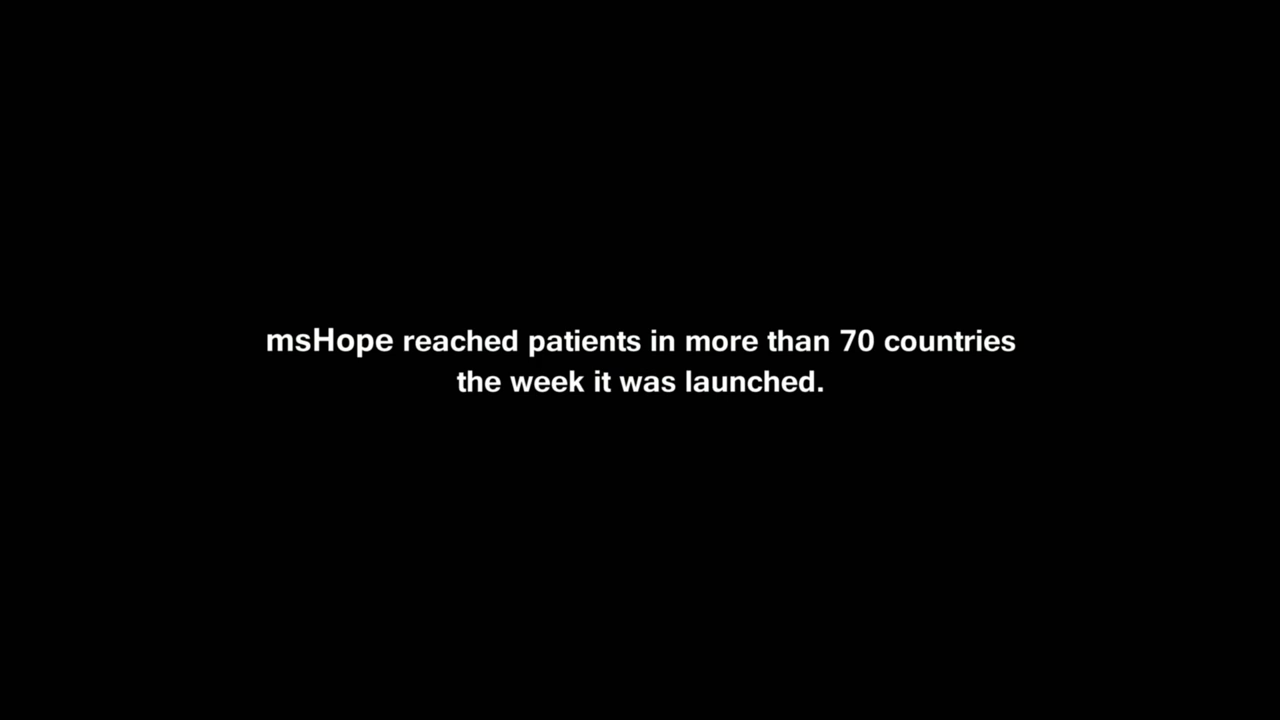 msHope reached patients in more than 70 countries
the week it was launched.